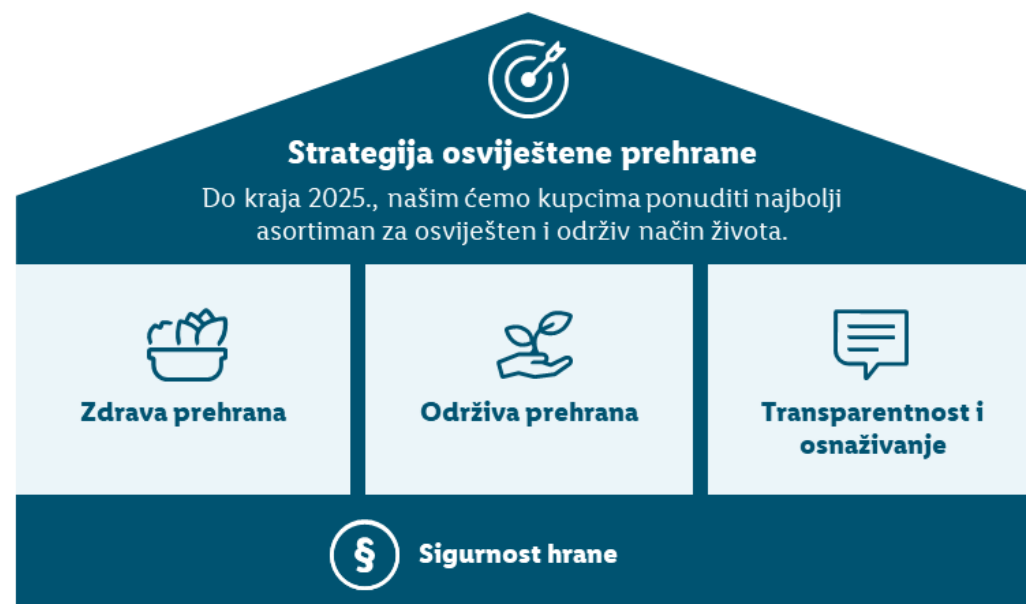 Strategija osviještene prehrane
Do kraja 2025., našim ćemo kupcima ponuditi najbolji
asortiman za osviješten i održiv način života.
Zdrava prehrana
Održiva prehrana
Transparentnost i
osnaživanje
§ Sigurnost hrane